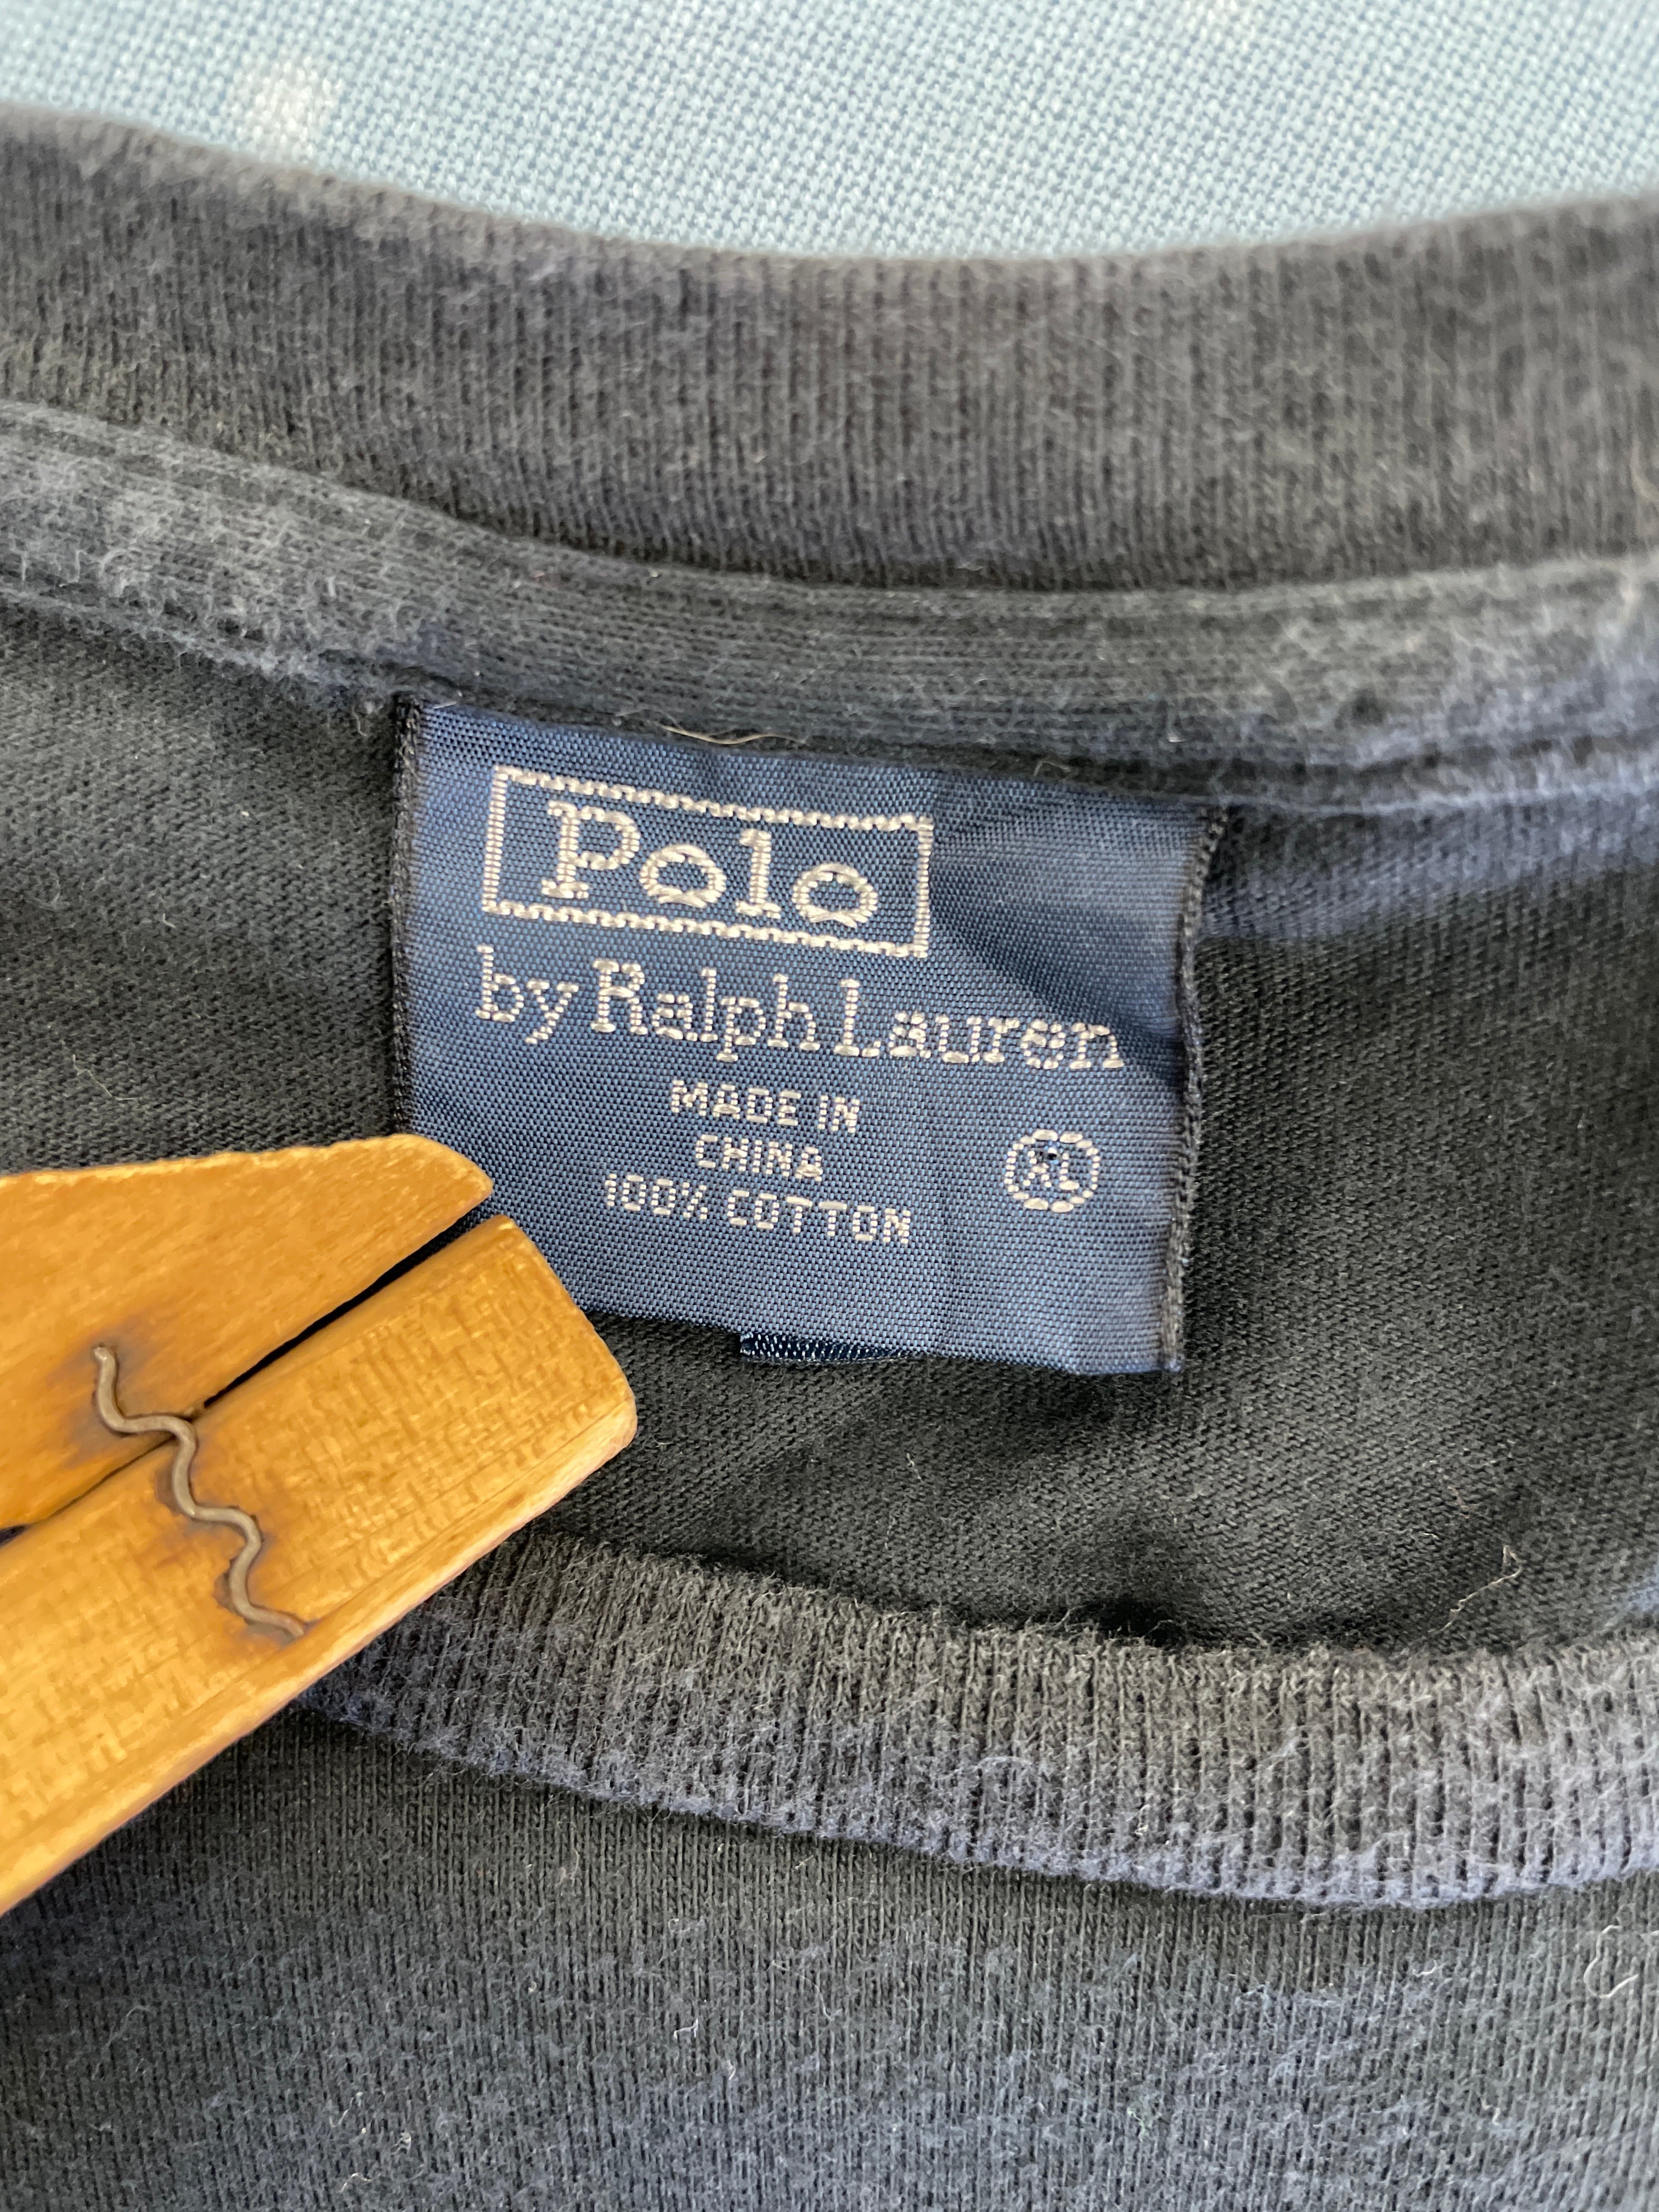 Polo
by Ralph Lauren
MADE IN
CHINA
XL
100% COTTON